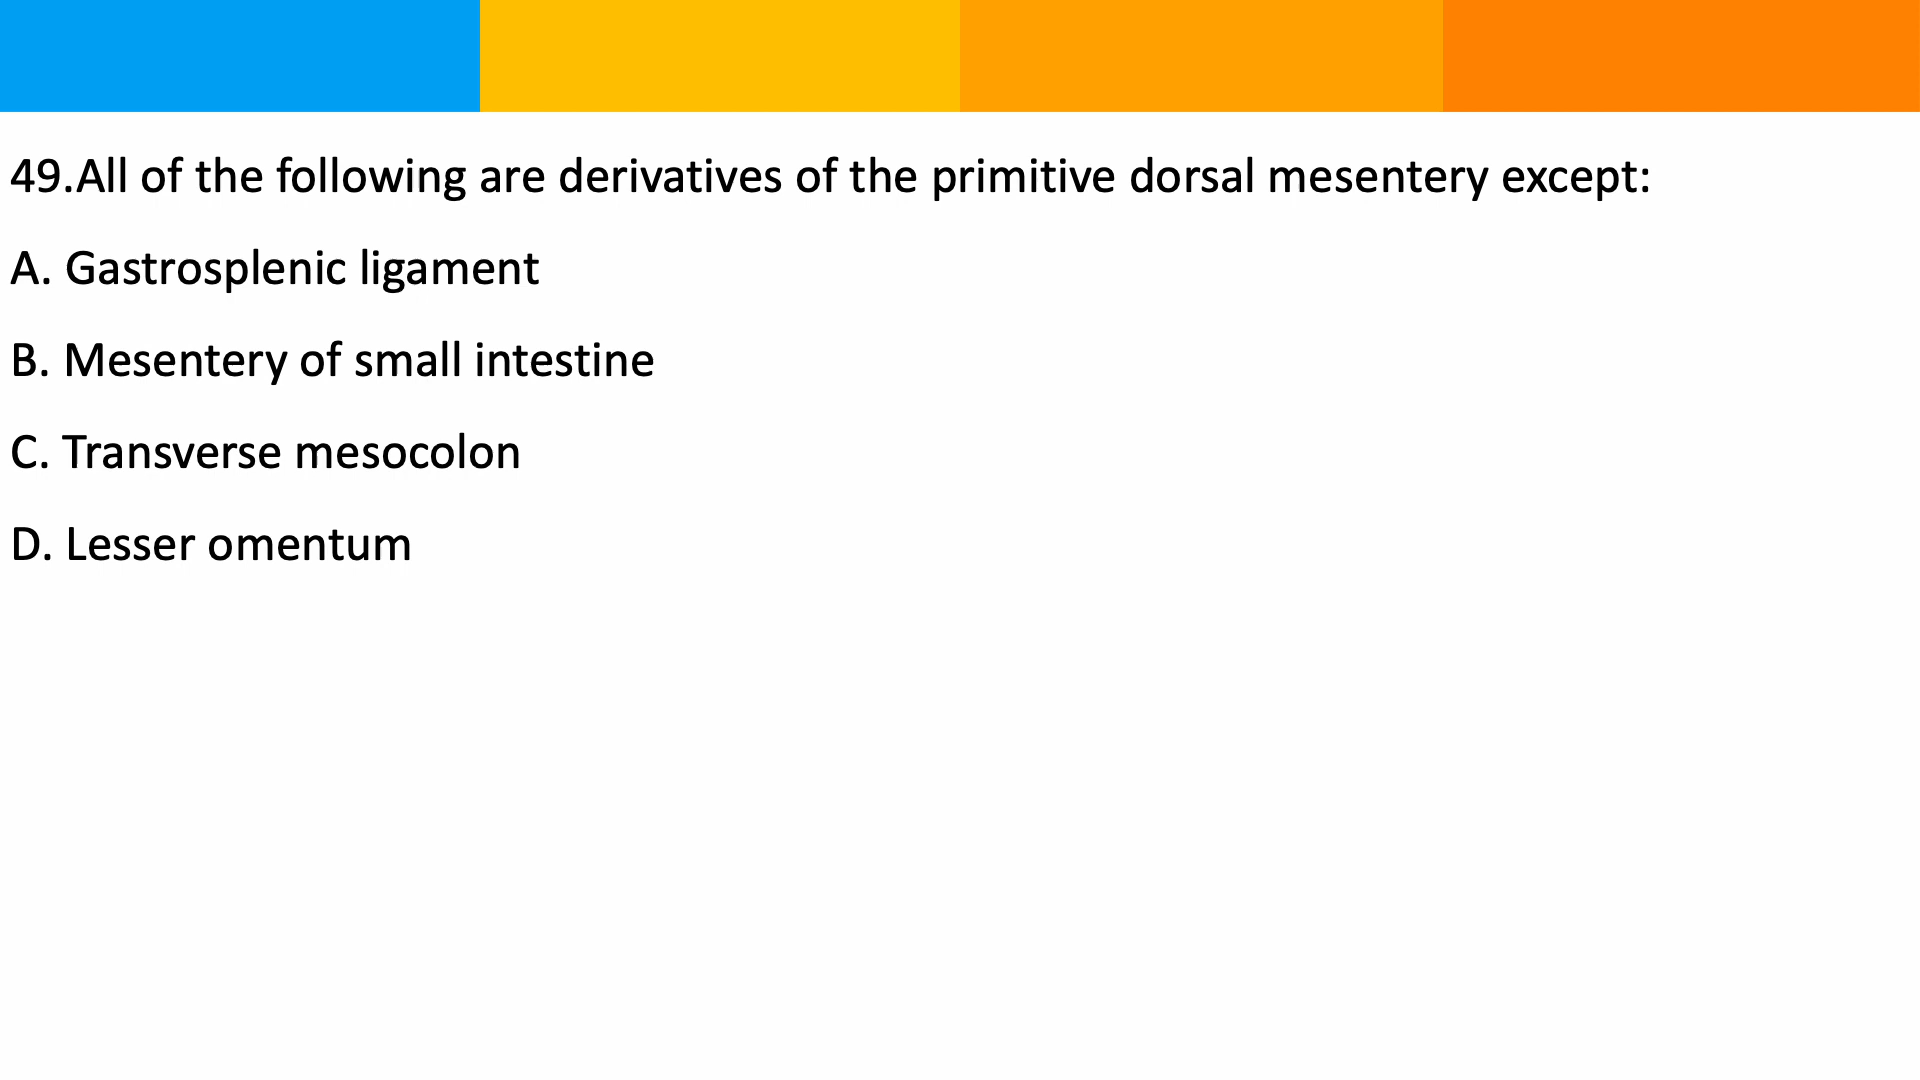 49.All of the following are derivatives of the primitive dorsal mesentery except:
A. Gastrosplenic ligament
B. Mesentery of small intestine
C. Transverse mesocolon
D. Lesser omentum